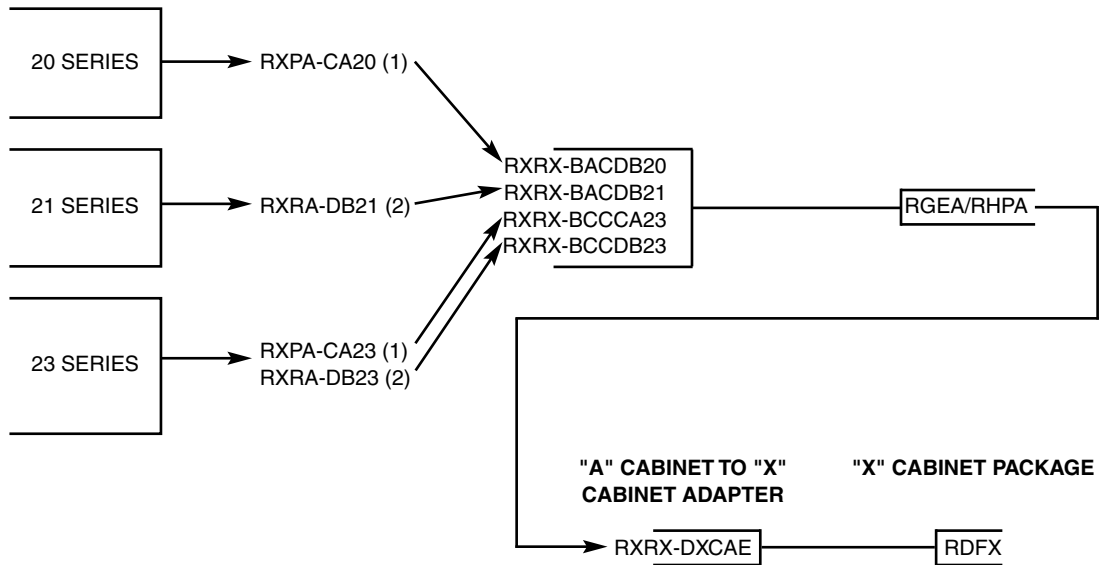 20 SERIES
RXPA-CA20 (1)
RXRX-BACDB20
RXRX-BACDB21
RXRX-BCCCA23
RXRX-BCCDB23
21 SERIES
RXRA-DB21 (2)
RGEA/RHPA
23 SERIES
RXPA-CA23 (1)
RXRA-DB23 (2)
"A" CABINET TO "X"
CABINET ADAPTER
"X" CABINET PACKAGE
RXRX-DXCAE
RDFX